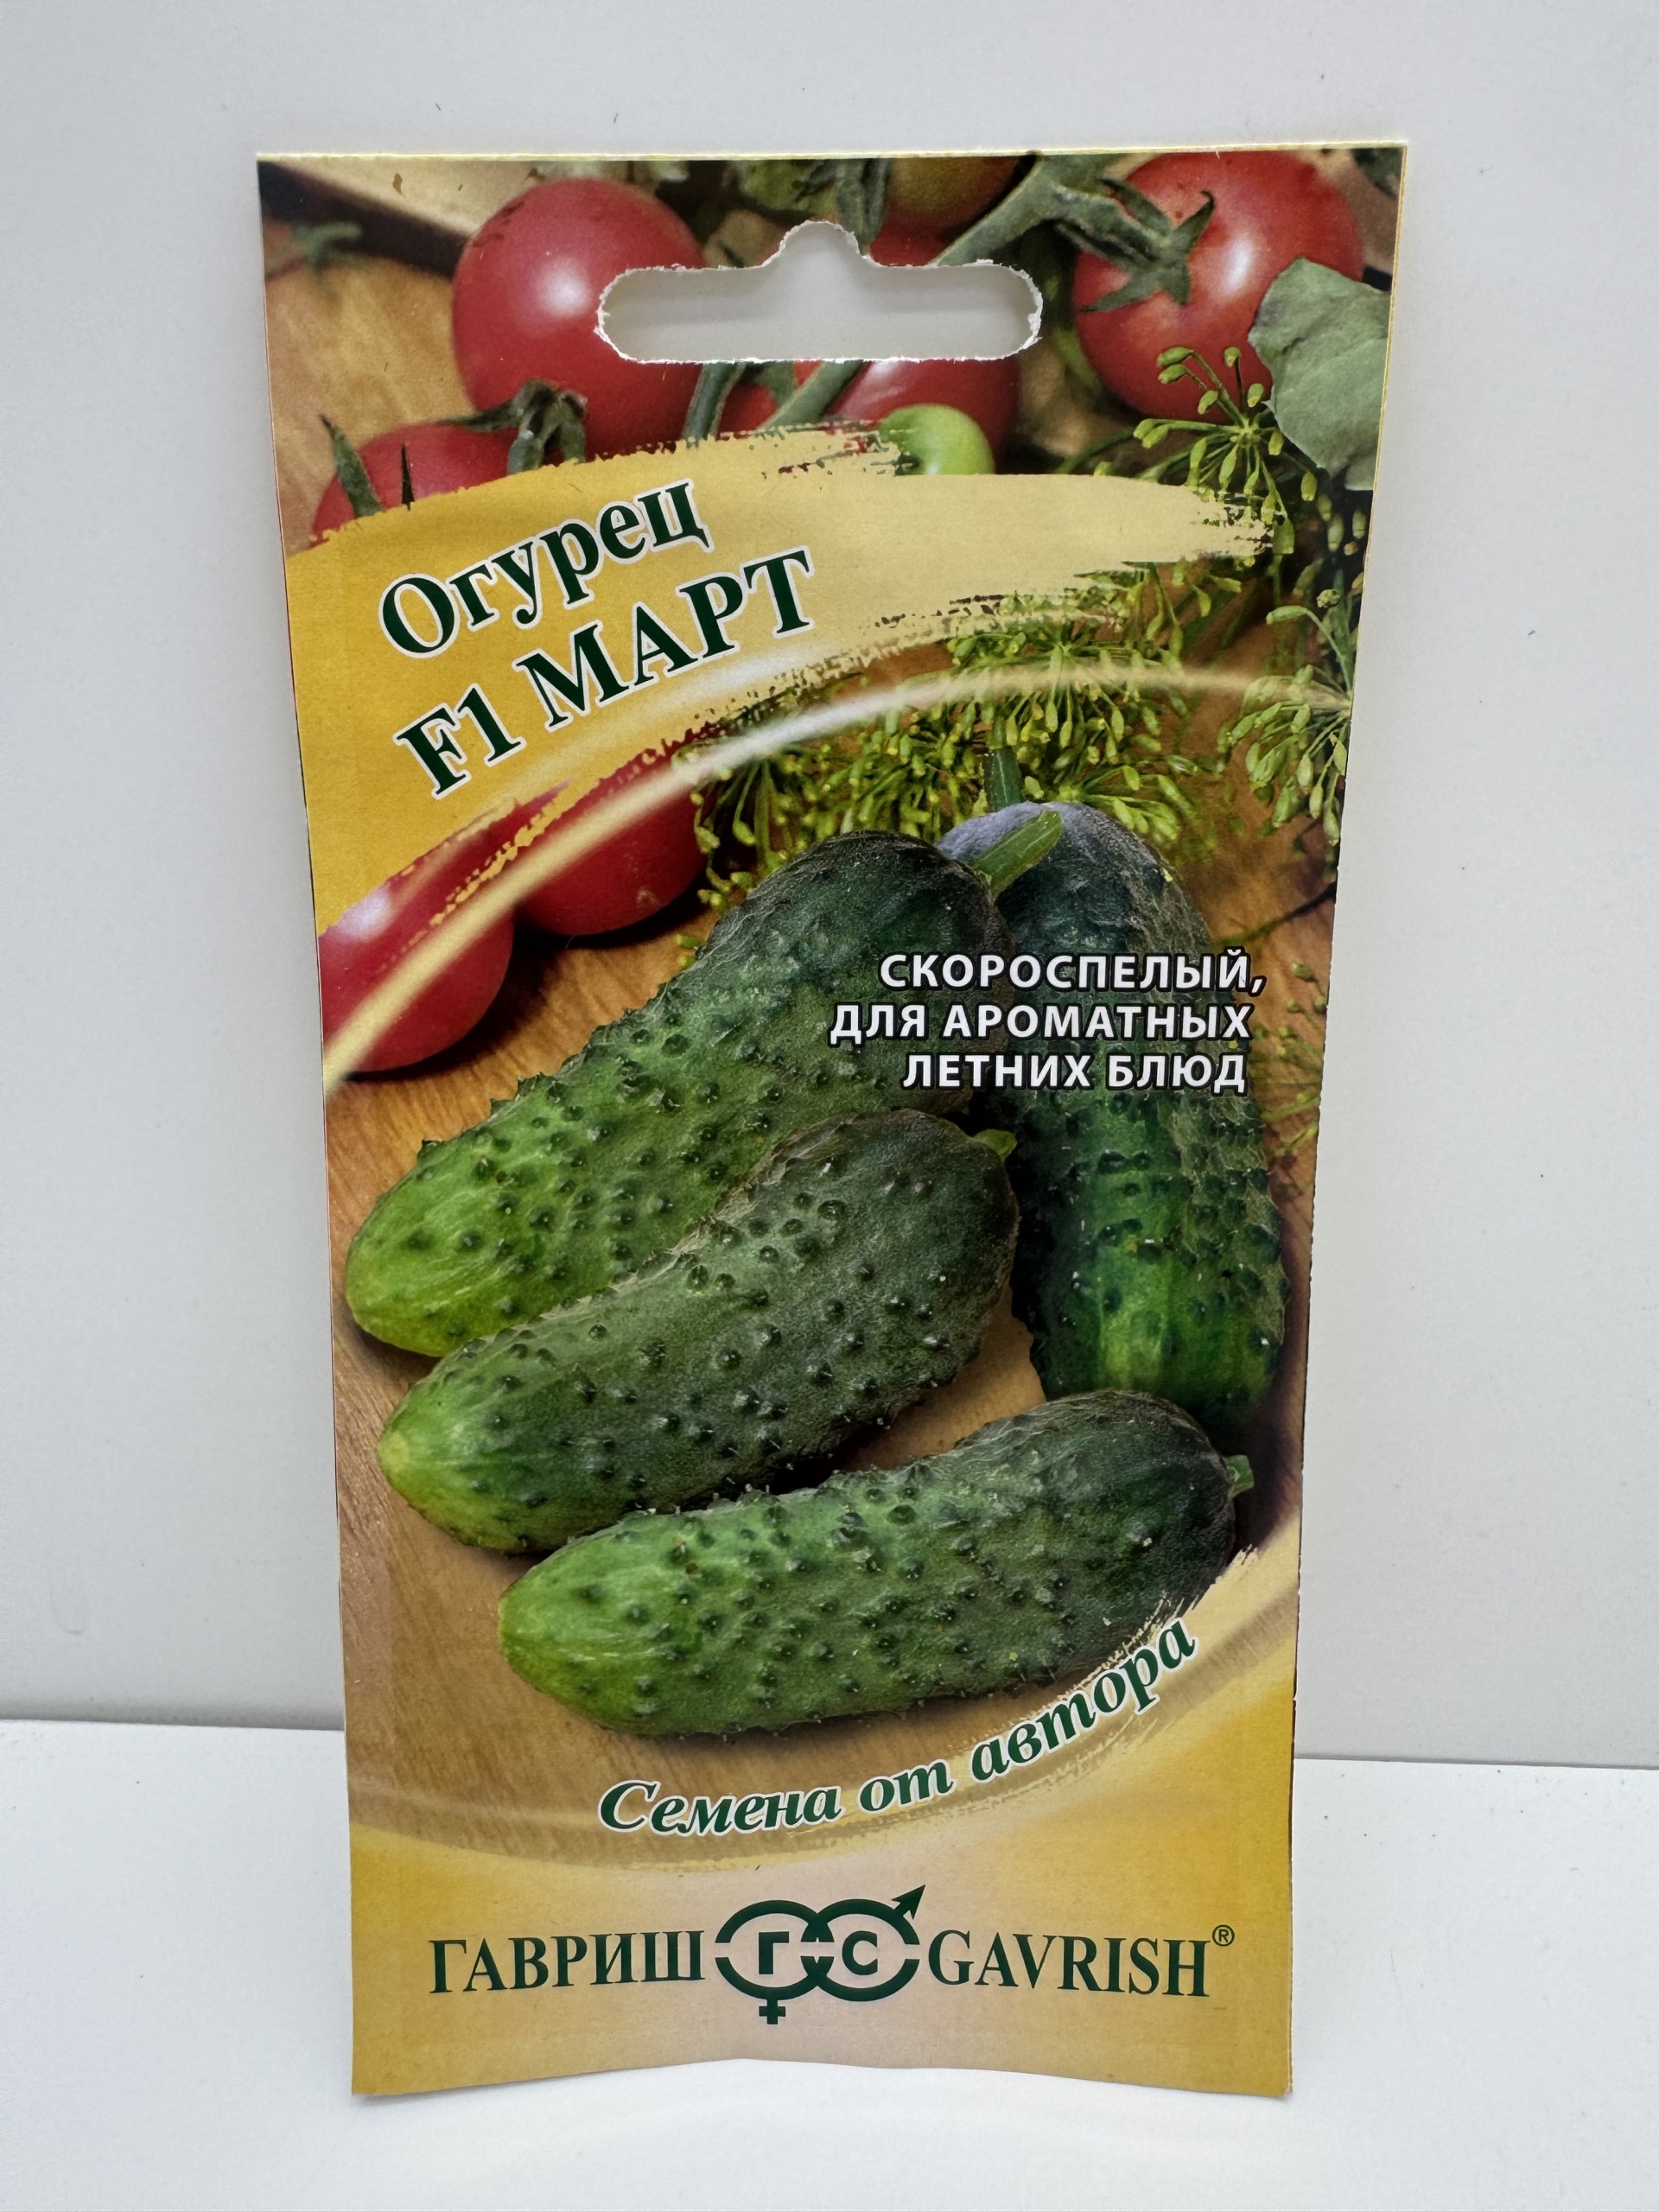 Огурец
F1 МАРТ
СКОРОСПЕЛЫЙ,
ДЛЯ АРОМАТНЫХ
ЛЕТНИХ БЛЮД
Семена от автора
ГАВРИШ ГС GAVRISH®